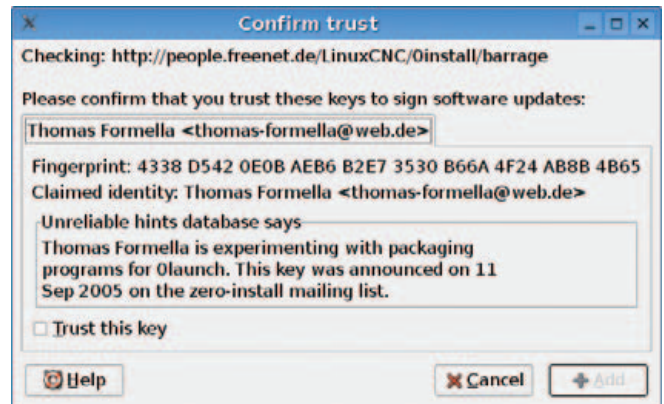 Confirm trust
Checking: http://people.freenet.de/LinuxCNC/0install/barrage
Please confirm that you trust these keys to sign software updates:
Thomas Formella <thomas-formella@web.de>
Fingerprint: 4338 D542 0E0B AEB6 B2E7 3530 B66A 4F24 AB8B 4B65
Claimed identity: Thomas Formella <thomas-formella@web.de>
Unreliable hints database says
Thomas Formella is experimenting with packaging
programs for 0launch. This key was announced on 11
Sep 2005 on the zero-install mailing list.
Trust this key
Help
Cancel
Add